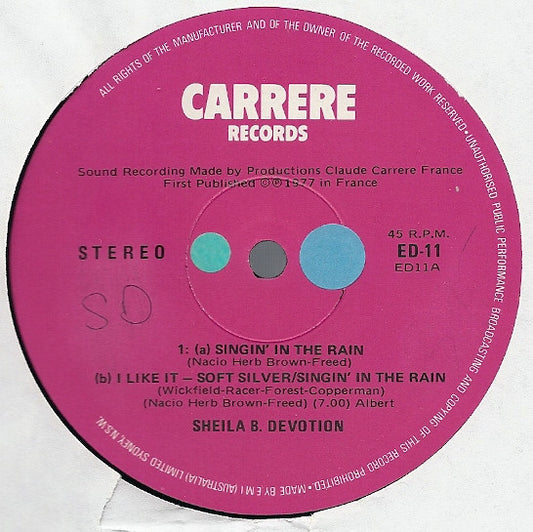 ALL RIGHTS OF THE MANUFACTURER AND OF THE OWNER OF THE RECORDED WORK RESERVED • UNAUTHORISED PUBLIC PERFORMANCE BROADCASTING AND COPYING OF THIS RECORD PROHIBITED • MADE BY E M I (AUSTRALIA) LIMITED SYDNEY N.S.W.
CARRERE
RECORDS
Sound Recording Made by Productions Claude Carrere France
First Published ©℗1977 in France
STEREO
45 R.P.M.
ED-11
ED11A
SD
1: (a) SINGIN' IN THE RAIN
(Nacio Herb Brown-Freed)
(b) I LIKE IT – SOFT SILVER/SINGIN' IN THE RAIN
(Wickfield-Racer-Forest-Copperman)
(Nacio Herb Brown-Freed) (7.00) Albert
SHEILA B. DEVOTION